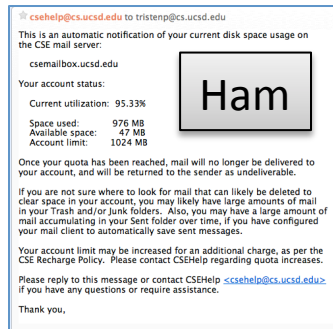 csehelp@cs.ucsd.edu to tristenp@cs.ucsd.edu
This is an automatic notification of your current disk space usage on
the CSE mail server:
csemailbox.ucsd.edu
Your account status:
Current utilization: 95.33%
Space used: 976 MB
Available space: 47 MB
Account limit: 1024 MB
Ham
Once your quota has been reached, mail will no longer be delivered to
your account, and will be returned to the sender as undeliverable.
If you are not sure where to look for mail that can likely be deleted to
clear space in your account, you may likely have large amounts of mail
in your Trash and/or Junk folders. Also, you may have a large amount of
mail accumulating in your Sent folder over time, if you have configured
your mail client to automatically save sent messages.
Your account limit may be increased for an additional charge, as per the
CSE Recharge Policy. Please contact CSEHelp regarding quota increases.
Please reply to this message or contact CSEHelp <csehelp@cs.ucsd.edu>
if you have any questions or require assistance.
Thank you,